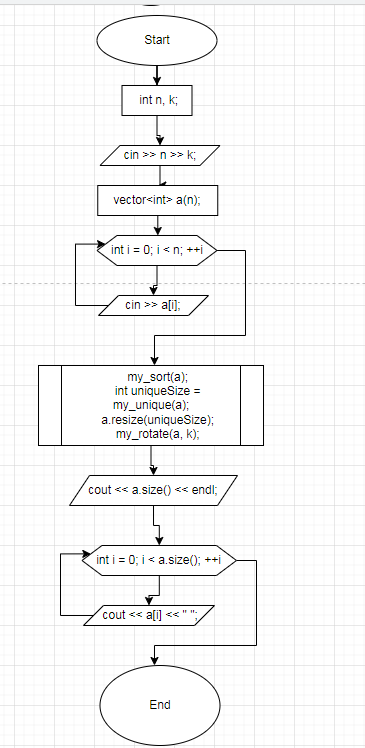 Start
int n, k;
cin >> n >> k;
vector<int> a(n);
int i = 0; i < n; ++i
cin >> a[i];
my_sort(a);
int uniqueSize =
my_unique(a);
a.resize(uniqueSize);
my_rotate(a, k);
cout << a.size() << endl;
int i = 0; i < a.size(); ++i
cout << a[i] << " ";
End